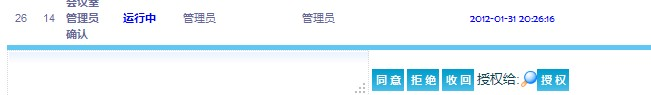 会议室
26 14 管理员 运行中 管理员 管理员 2012-01-31 20:26:16
确认
同意 拒绝 收回 授权给: 授权